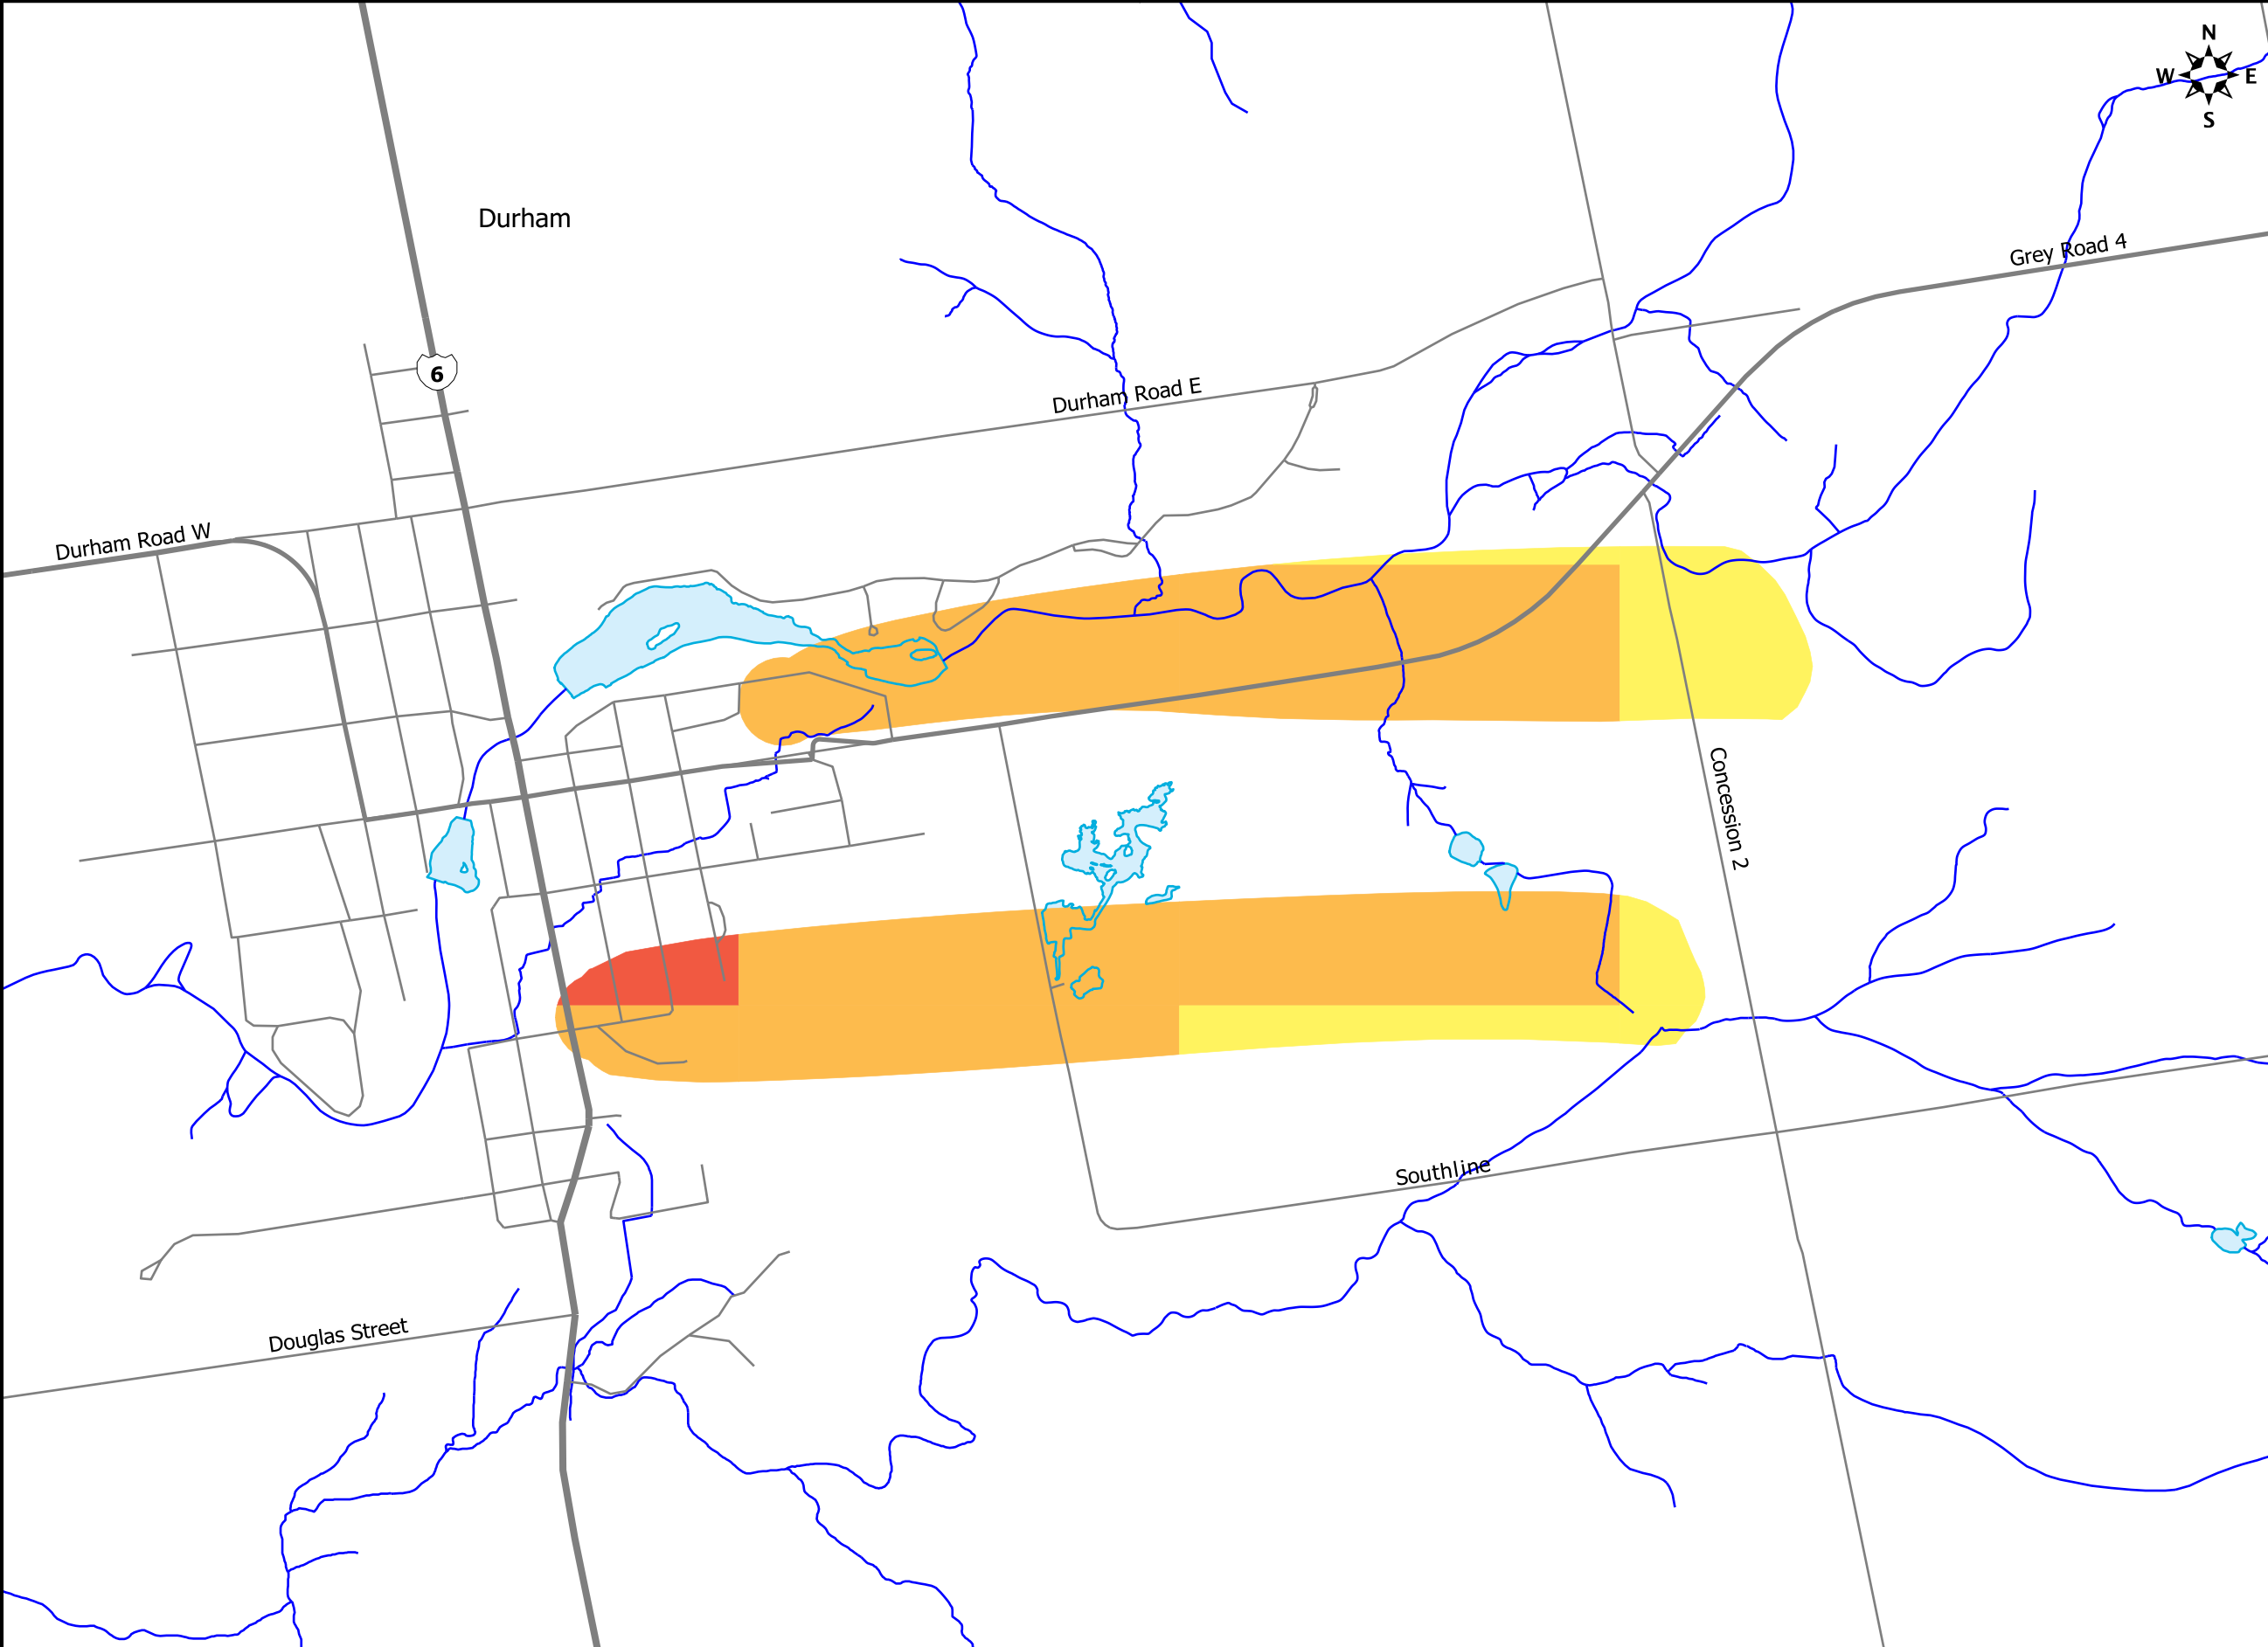 N
W E
S
Durham
Grey Road 4
6
Durham Road E
Durham Road W
Concession 2
Southline
Douglas Street